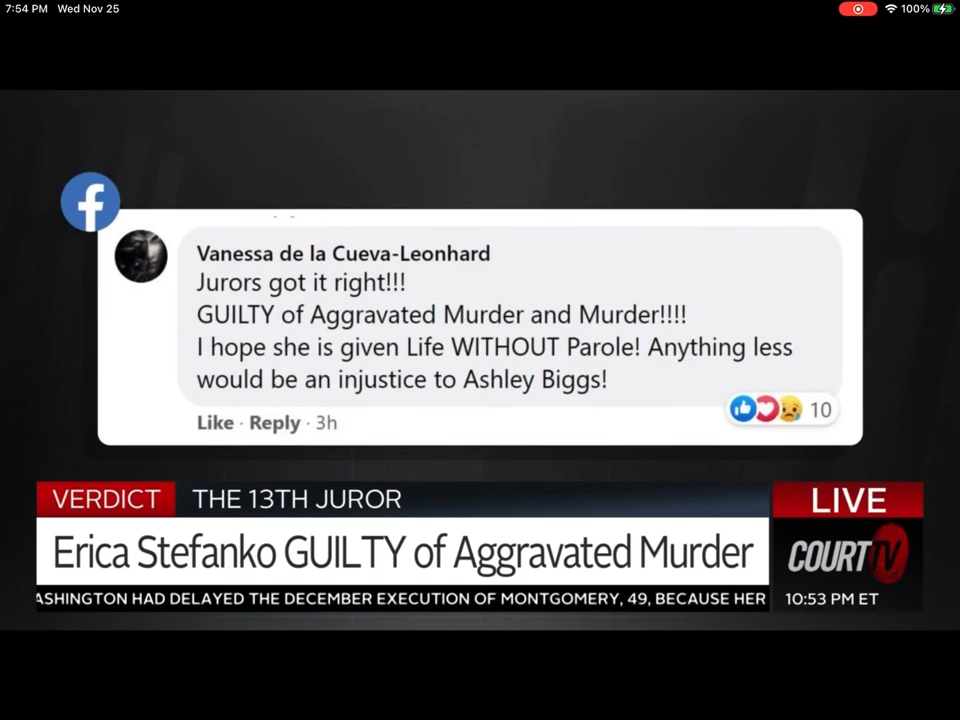 7:54 PM Wed Nov 25
100%
f
Vanessa de la Cueva-Leonhard
Jurors got it right!!!
GUILTY of Aggravated Murder and Murder!!!!
I hope she is given Life WITHOUT Parole! Anything less
would be an injustice to Ashley Biggs!
Like · Reply · 3h
10
VERDICT THE 13TH JUROR
LIVE
Erica Stefanko GUILTY of Aggravated Murder
COURT TV
ASHINGTON HAD DELAYED THE DECEMBER EXECUTION OF MONTGOMERY, 49, BECAUSE HER
10:53 PM ET